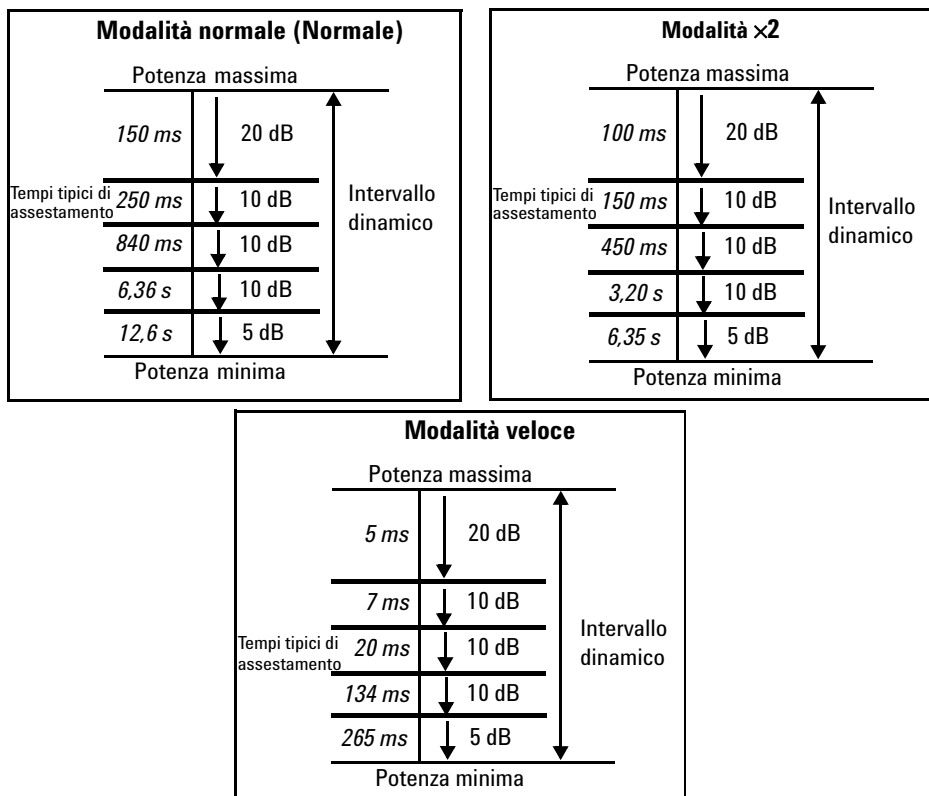 Modalità normale (Normale)
Potenza massima
150 ms 20 dB
Tempi tipici di
assestamento
250 ms 10 dB
840 ms 10 dB
6,36 s 10 dB
12,6 s 5 dB
Intervallo
dinamico
Potenza minima
Modalità ×2
Potenza massima
100 ms 20 dB
Tempi tipici di
assestamento
150 ms 10 dB
450 ms 10 dB
3,20 s 10 dB
6,35 s 5 dB
Intervallo
dinamico
Potenza minima
Modalità veloce
Potenza massima
5 ms 20 dB
7 ms 10 dB
Tempi tipici di
assestamento
20 ms 10 dB
134 ms 10 dB
265 ms 5 dB
Intervallo
dinamico
Potenza minima